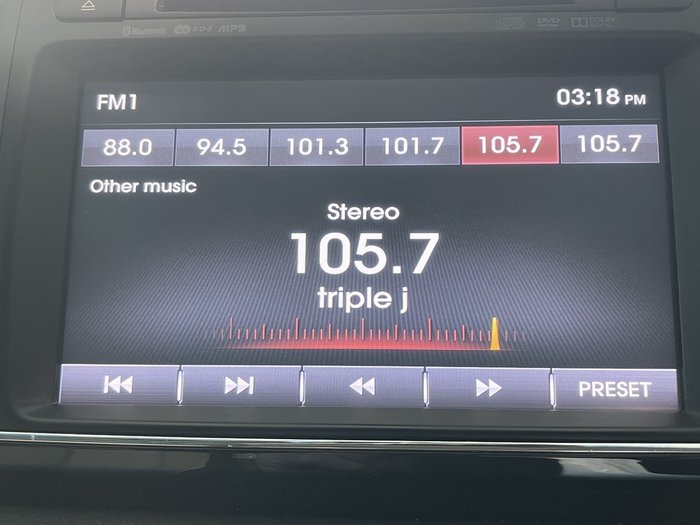 Bluetooth RDS MP3 DVD DOLBY
FM1 03:18 PM
88.0 94.5 101.3 101.7 105.7 105.7
Other music
Stereo
105.7
triple j
PRESET